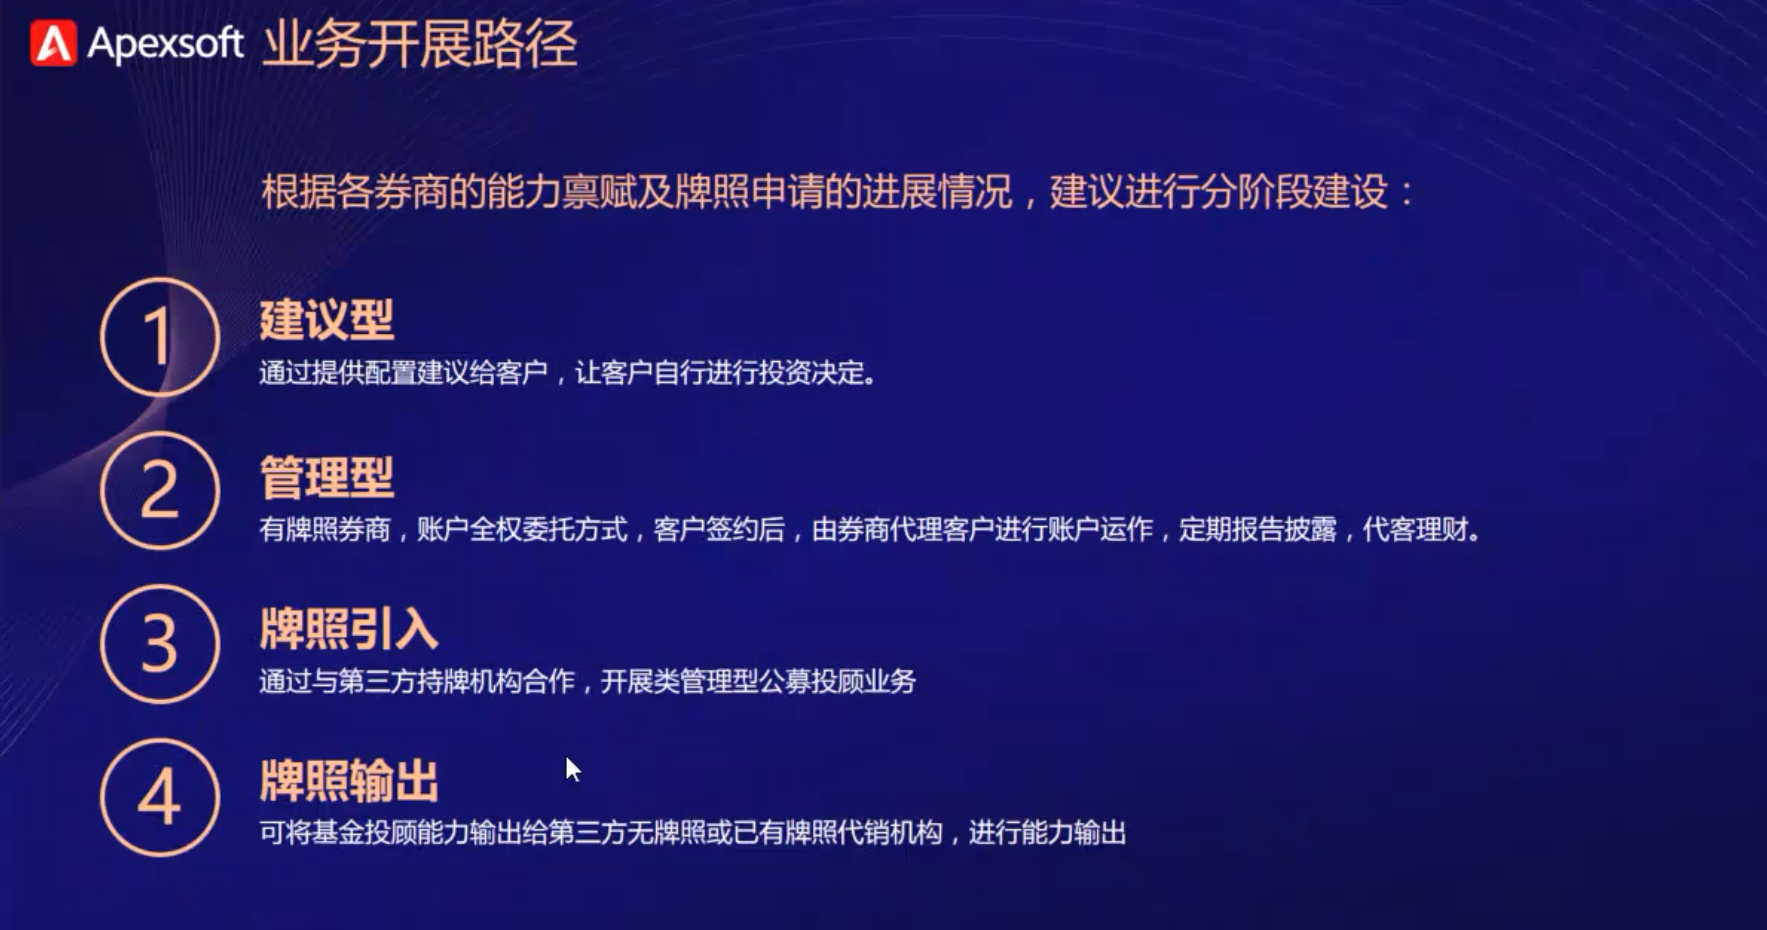 Apexsoft 业务开展路径
根据各券商的能力禀赋及牌照申请的进展情况，建议进行分阶段建设：
1
建议型
通过提供配置建议给客户，让客户自行进行投资决定。
2
管理型
有牌照券商，账户全权委托方式，客户签约后，由券商代理客户进行账户运作，定期报告披露，代客理财。
3
牌照引入
通过与第三方持牌机构合作，开展类管理型公募投顾业务
4
牌照输出
可将基金投顾能力输出给第三方无牌照或已有牌照代销机构，进行能力输出